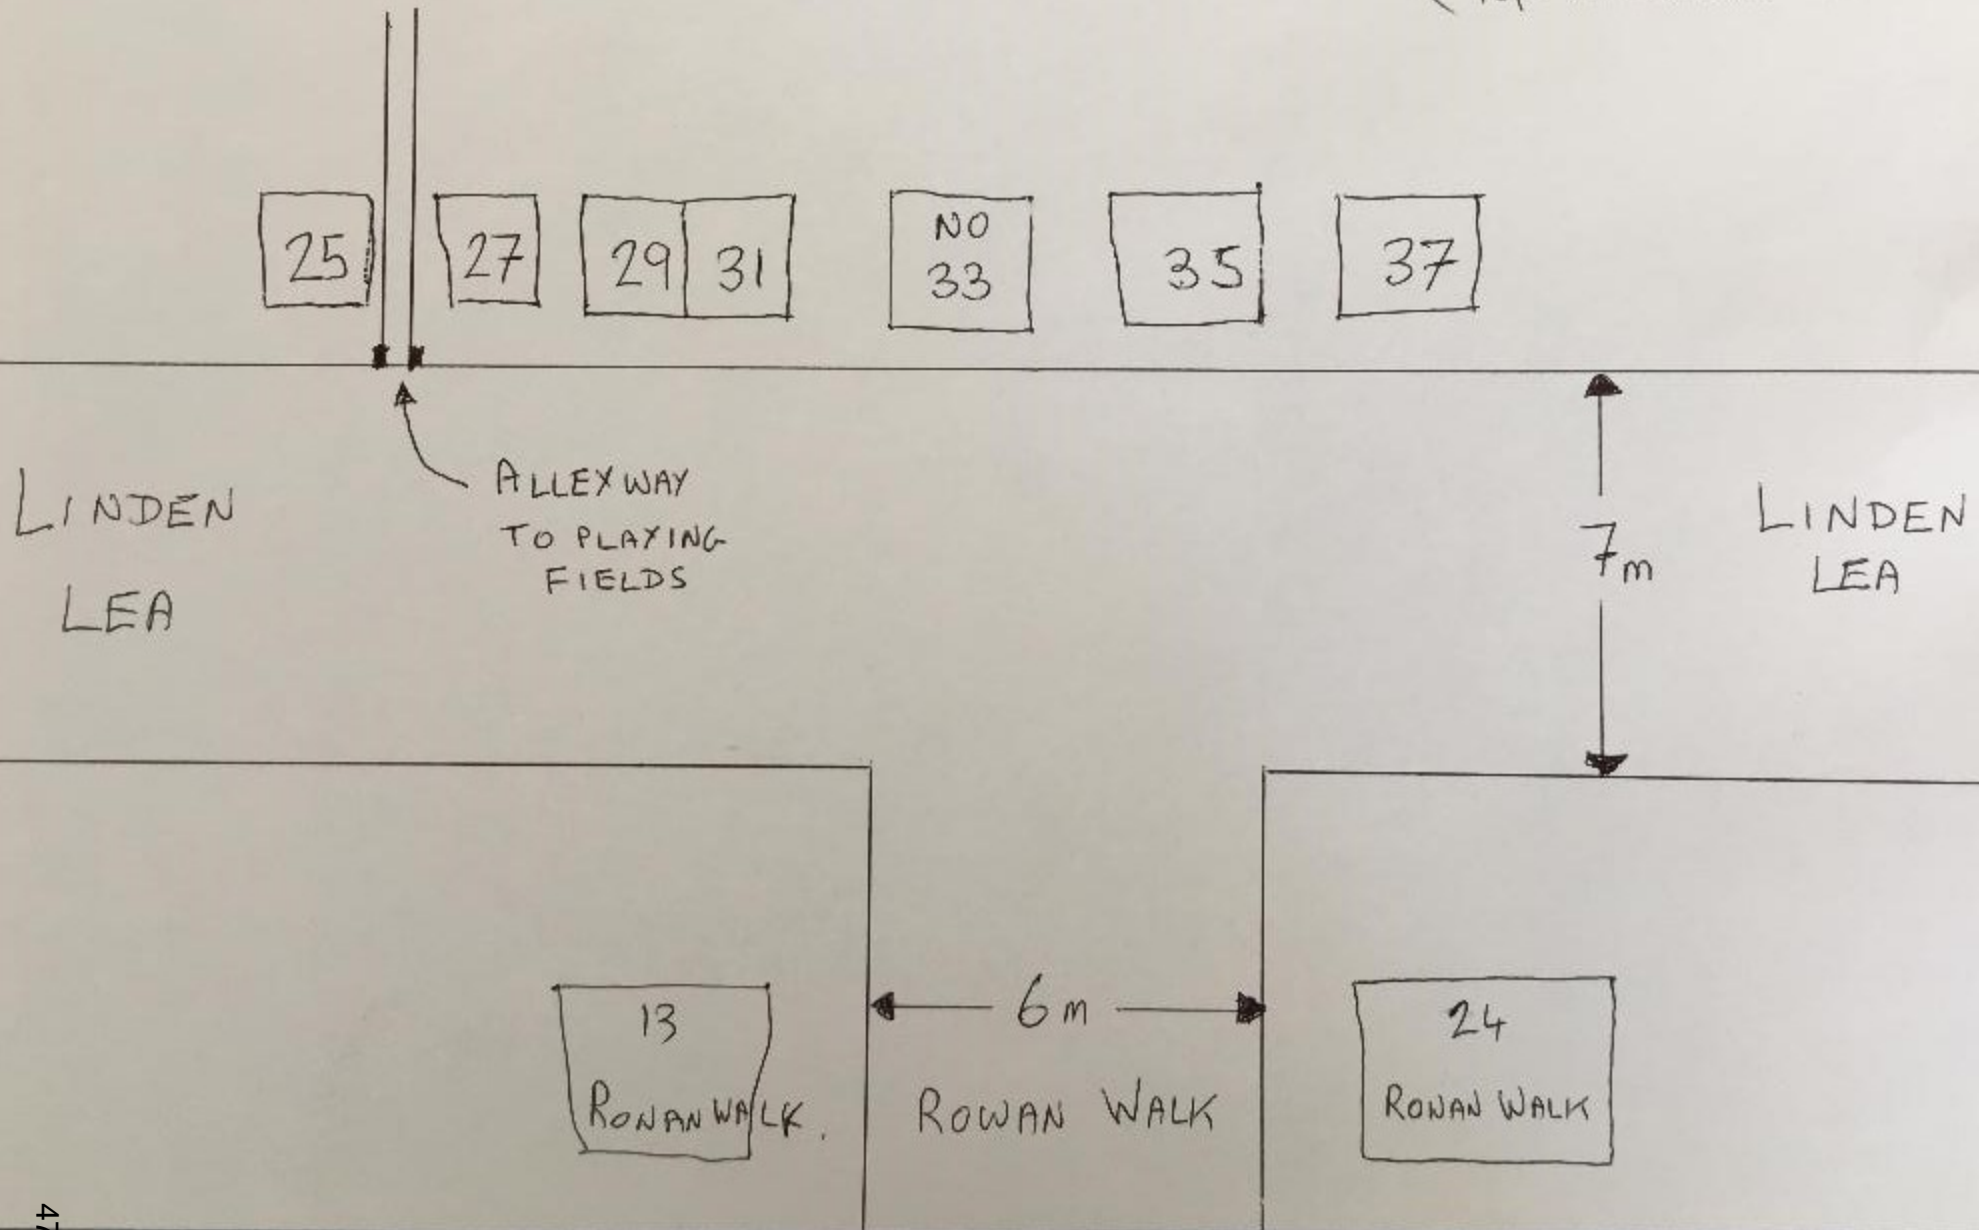 25
27
29
31
NO
33
35
37
ALLEYWAY
TO PLAYING
FIELDS
LINDEN
LEA
7m
LINDEN
LEA
13
ROWAN WALK.
6m
ROWAN WALK
24
ROWAN WALK
47